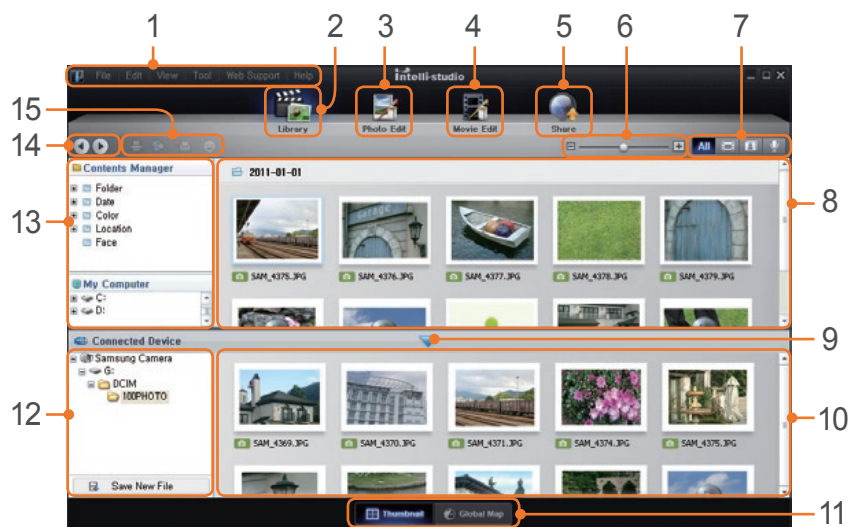 1
2
3
4
5
File Edit View Tool Web Support Help
intelli-studio
15
6
7
Library
Photo Edit
Movie Edit
Share
14
All
Contents Manager
2011-01-01
Folder
Date
Color
Location
Face
13
8
SAM_4375.JPG SAM_4376.JPG SAM_4377.JPG SAM_4378.JPG SAM_4379.JPG
My Computer
C:
D:
Connected Device
9
Samsung Camera
G:
DCIM
100PHOTO
12
10
SAM_4369.JPG SAM_4370.JPG SAM_4371.JPG SAM_4374.JPG SAM_4375.JPG
Save New File
Thumbnail
Global Map
11